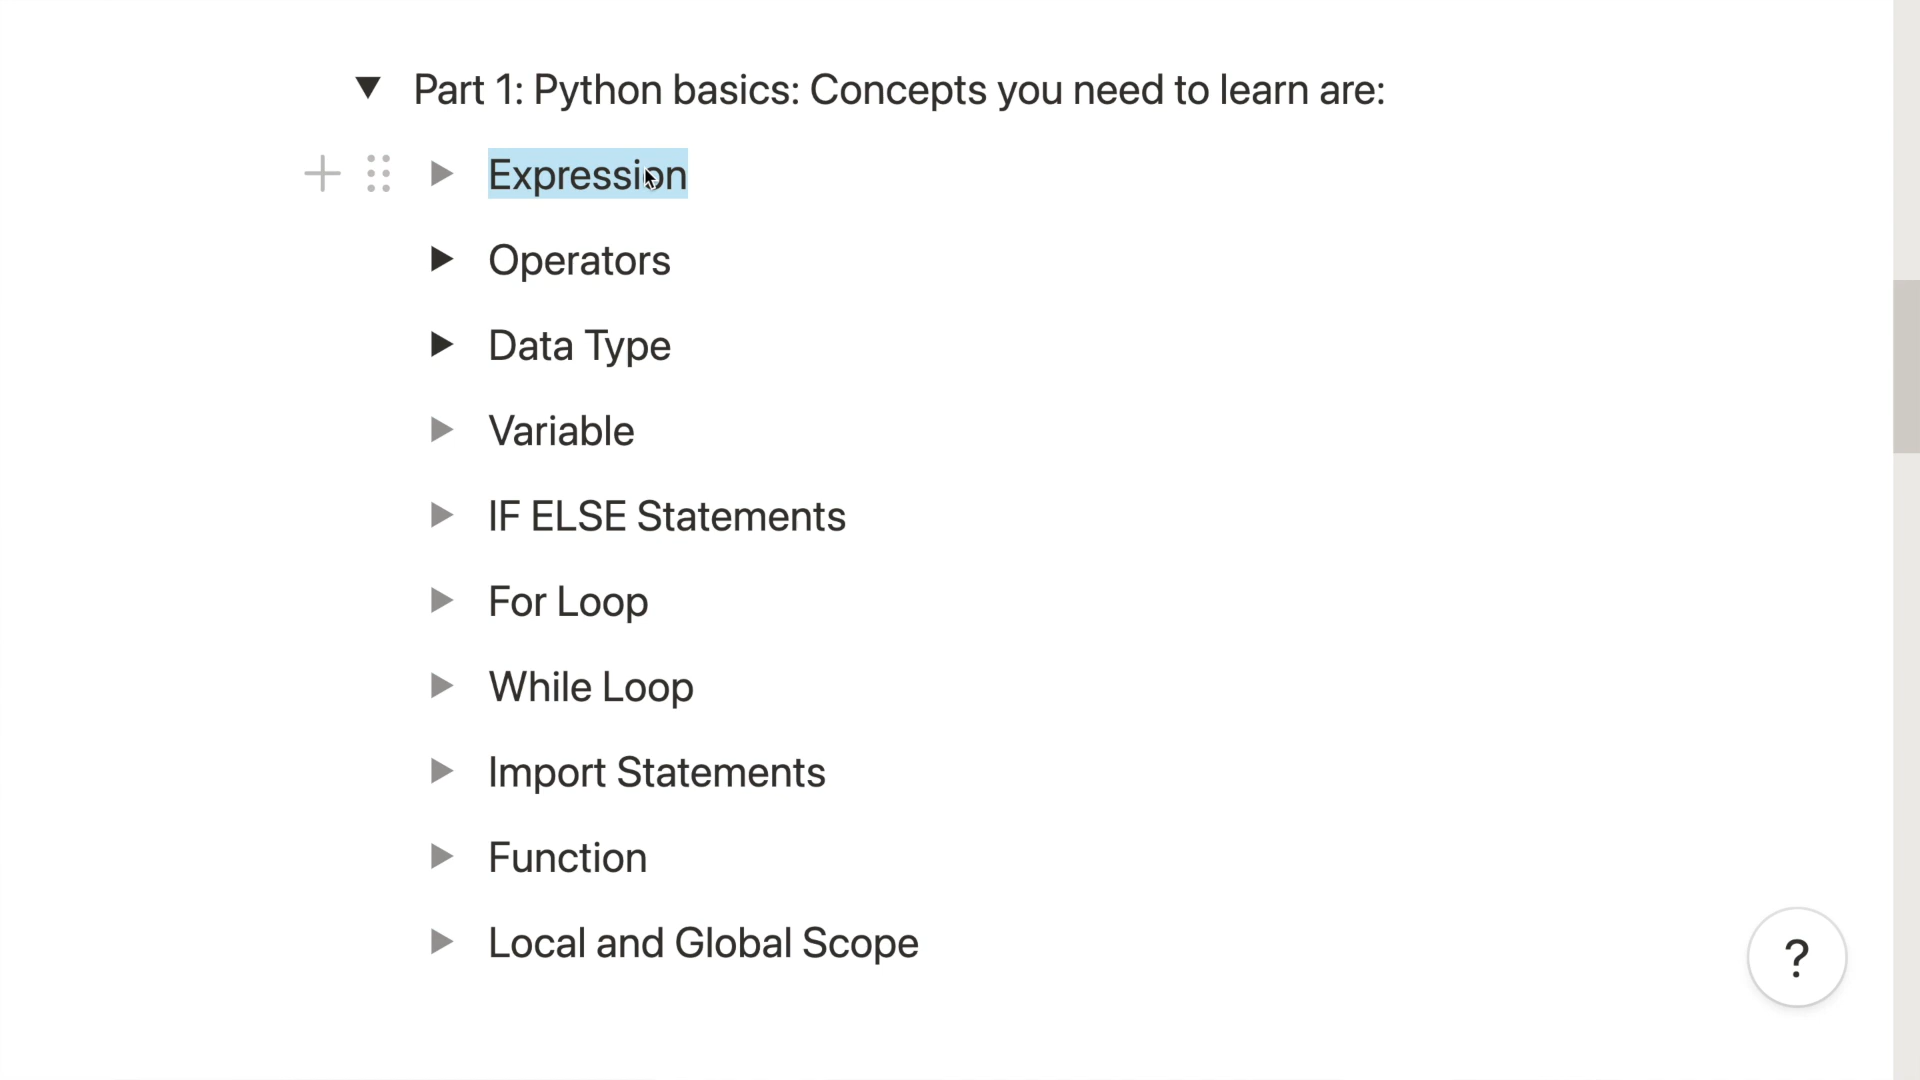 Part 1: Python basics: Concepts you need to learn are:
Expression
Operators
Data Type
Variable
IF ELSE Statements
For Loop
While Loop
Import Statements
Function
Local and Global Scope
?